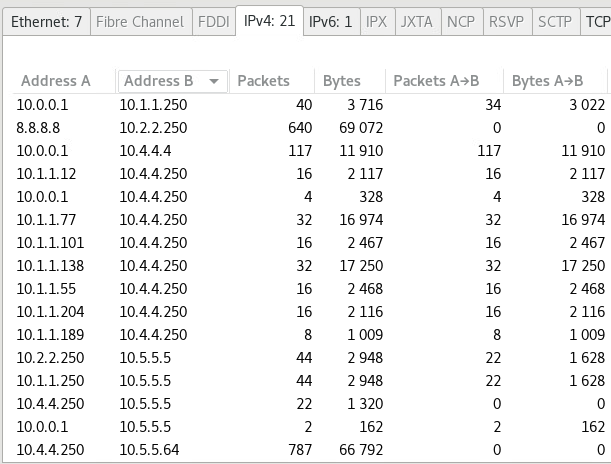 Ethernet: 7 Fibre Channel FDDI IPv4: 21 IPv6: 1 IPX JXTA NCP RSVP SCTP TCP
Address A Address B Packets Bytes Packets A→B Bytes A→B
10.0.0.1 10.1.1.250 40 3 716 34 3 022
8.8.8.8 10.2.2.250 640 69 072 0 0
10.0.0.1 10.4.4.4 117 11 910 117 11 910
10.1.1.12 10.4.4.250 16 2 117 16 2 117
10.0.0.1 10.4.4.250 4 328 4 328
10.1.1.77 10.4.4.250 32 16 974 32 16 974
10.1.1.101 10.4.4.250 16 2 467 16 2 467
10.1.1.138 10.4.4.250 32 17 250 32 17 250
10.1.1.55 10.4.4.250 16 2 468 16 2 468
10.1.1.204 10.4.4.250 16 2 116 16 2 116
10.1.1.189 10.4.4.250 8 1 009 8 1 009
10.2.2.250 10.5.5.5 44 2 948 22 1 628
10.1.1.250 10.5.5.5 44 2 948 22 1 628
10.4.4.250 10.5.5.5 22 1 320 0 0
10.0.0.1 10.5.5.5 2 162 2 162
10.4.4.250 10.5.5.64 787 66 792 0 0